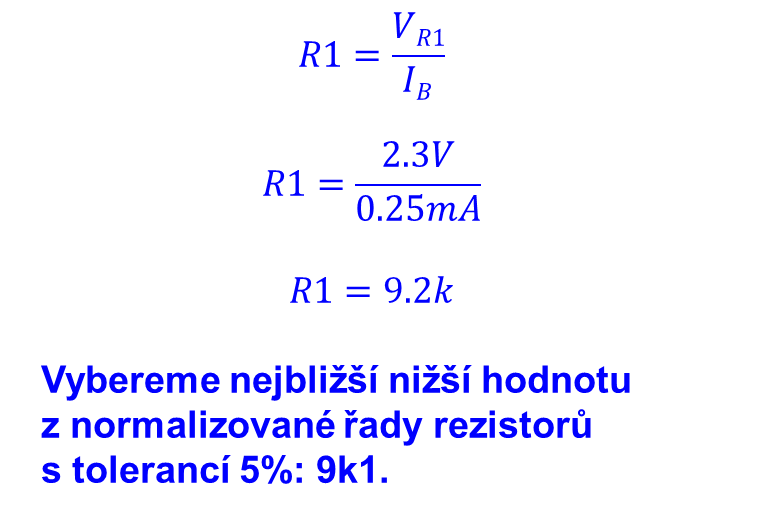 R1 = V_R1 / I_B
R1 = 2.3V / 0.25mA
R1 = 9.2k
Vybereme nejbližší nižší hodnotu
z normalizované řady rezistorů
s tolerancí 5%: 9k1.